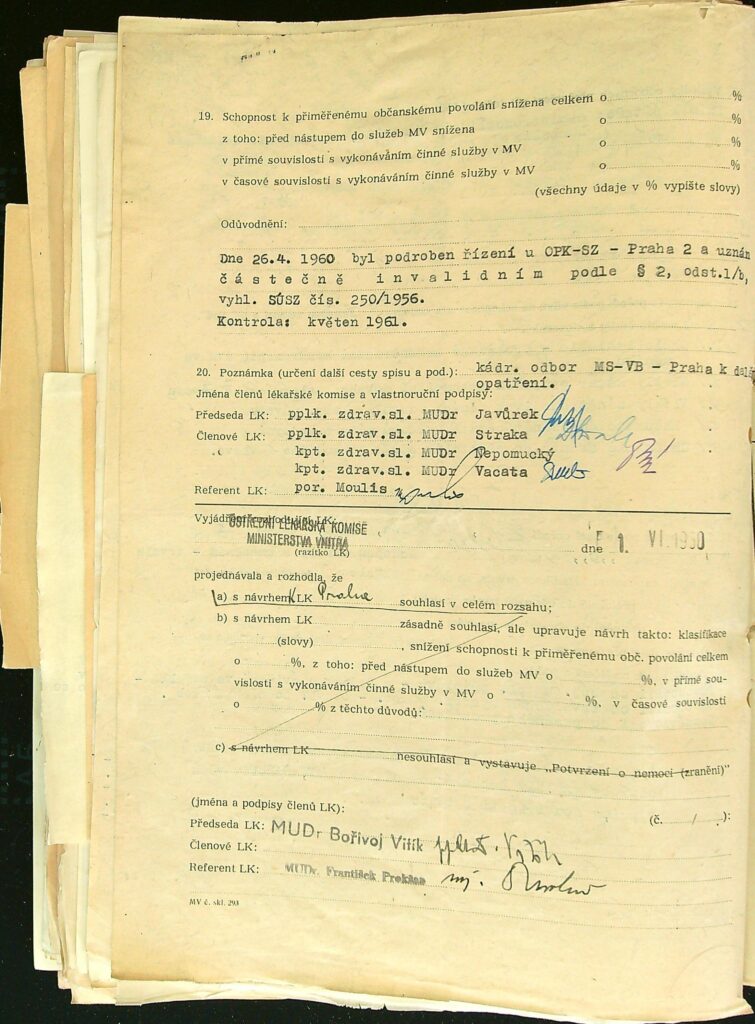 19. Schopnost k přiměřenému občanskému povolání snížena celkem o ........ %
z toho: před nástupem do služeb MV snížena o ........ %
v přímé souvislosti s vykonáváním činné služby v MV o ........ %
v časové souvislosti s vykonáváním činné služby v MV o ........ %
(všechny údaje v % vypište slovy)
Odůvodnění:
Dne 26.4. 1960 byl podroben řízení u OPK-SZ - Praha 2 a uznán
částečně invalidním podle § 2, odst.1/b,
vyhl. SÚSZ čís. 250/1956.
Kontrola: květen 1961.
20. Poznámka (určení další cesty spisu a pod.): kádr. odbor MS-VB - Praha k dalš
opatření.
Jména členů lékařské komise a vlastnoruční podpisy:
Předseda LK: pplk. zdrav.sl. MUDr Javůrek
Členové LK: pplk. zdrav.sl. MUDr Straka
kpt. zdrav.sl. MUDr Nepomucký
kpt. zdrav.sl. MUDr Vacata
Referent LK: por. Moulis
Vyjádření rozhodující LK:
ÚSTŘEDNÍ LÉKAŘSKÁ KOMISE
MINISTERSTVA VNITRA
(razítko LK)
dne 1. VI. 1960
projednávala a rozhodla, že
a) s návrhem LK Praha souhlasí v celém rozsahu;
b) s návrhem LK ........ zásadně souhlasí, ale upravuje návrh takto: klasifikace
(slovy) ........, snížení schopnosti k přiměřenému obč. povolání celkem
o ........ %, z toho: před nástupem do služeb MV o ........ %, v přímé sou-
vislosti s vykonáváním činné služby v MV o ........ %, v časové souvislosti
o ........ % z těchto důvodů:
c) s návrhem LK ........ nesouhlasí a vystavuje „Potvrzení o nemoci (zranění)"
(č. / ):
(jména a podpisy členů LK):
Předseda LK: MUDr Bořivoj Vitík
Členové LK:
Referent LK: MUDr. František
MV č. skl. 293